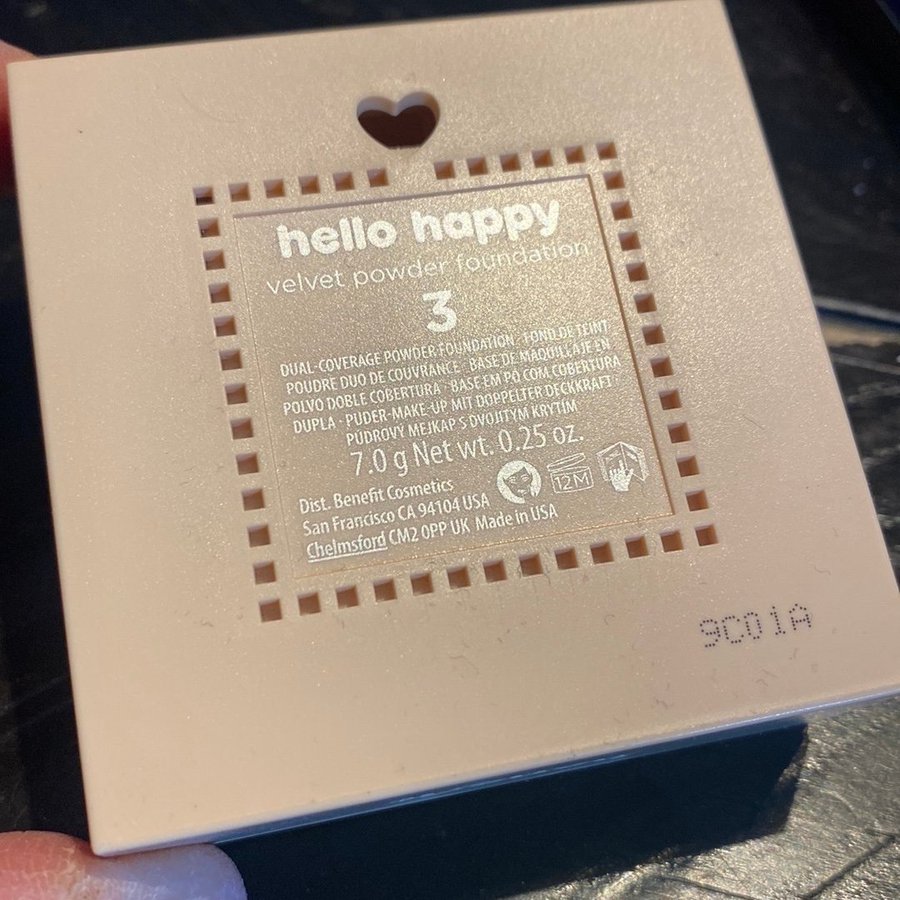 hello happy
velvet powder foundation
3
DUAL-COVERAGE POWDER FOUNDATION · FOND DE TEINT
POUDRE DUO DE COUVRANCE · BASE DE MAQUILLAJE EN
POLVO DOBLE COBERTURA · BASE EM PÓ COM COBERTURA
DUPLA · PUDER-MAKE-UP MIT DOPPELTER DECKKRAFT ·
PÚDROVÝ MEJKAP S DVOJITÝM KRYTÍM
7.0 g Net wt. 0.25 oz.
Dist. Benefit Cosmetics
San Francisco CA 94104 USA
Chelmsford CM2 0PP UK Made in USA
12M
9C01A